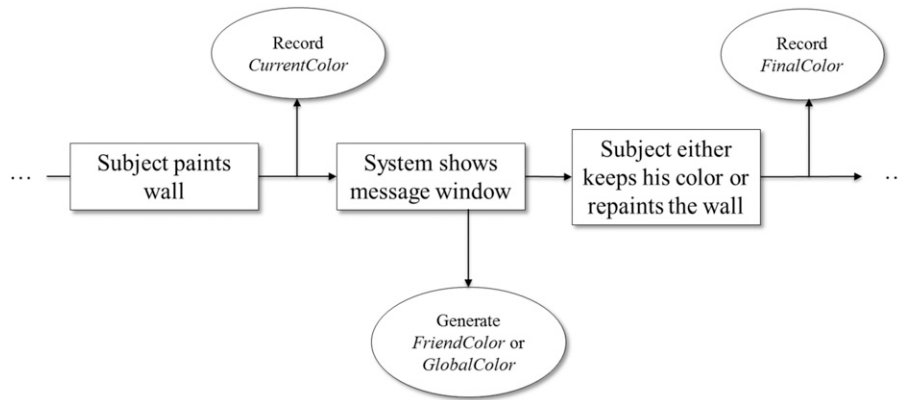 Record
CurrentColor
Record
FinalColor
...
Subject paints
wall
System shows
message window
Subject either
keeps his color or
repaints the wall
..
Generate
FriendColor or
GlobalColor